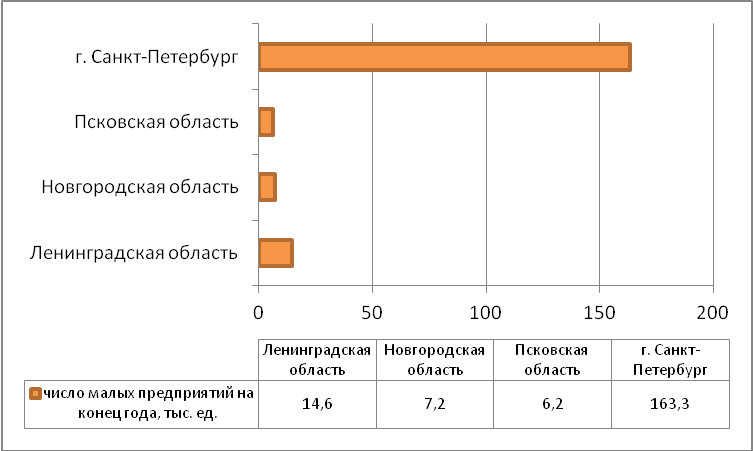 г. Санкт-Петербург
Псковская область
Новгородская область
Ленинградская область
0 50 100 150 200
Ленинградская Новгородская Псковская г. Санкт-
область область область Петербург
число малых предприятий на
конец года, тыс. ед.
14,6 7,2 6,2 163,3